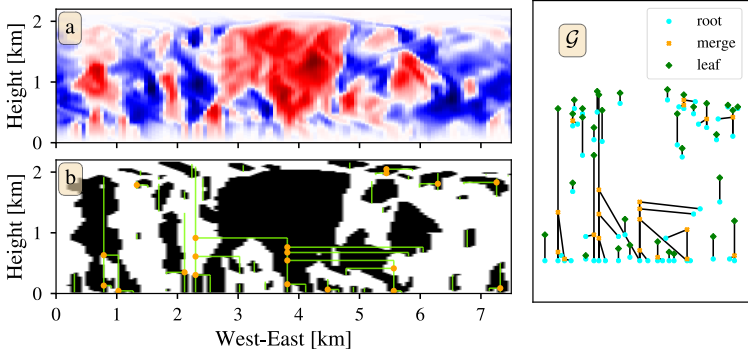 a
Height [km]
2
1
0
b
Height [km]
2
1
0
0 1 2 3 4 5 6 7
West-East [km]
𝒢
root
merge
leaf